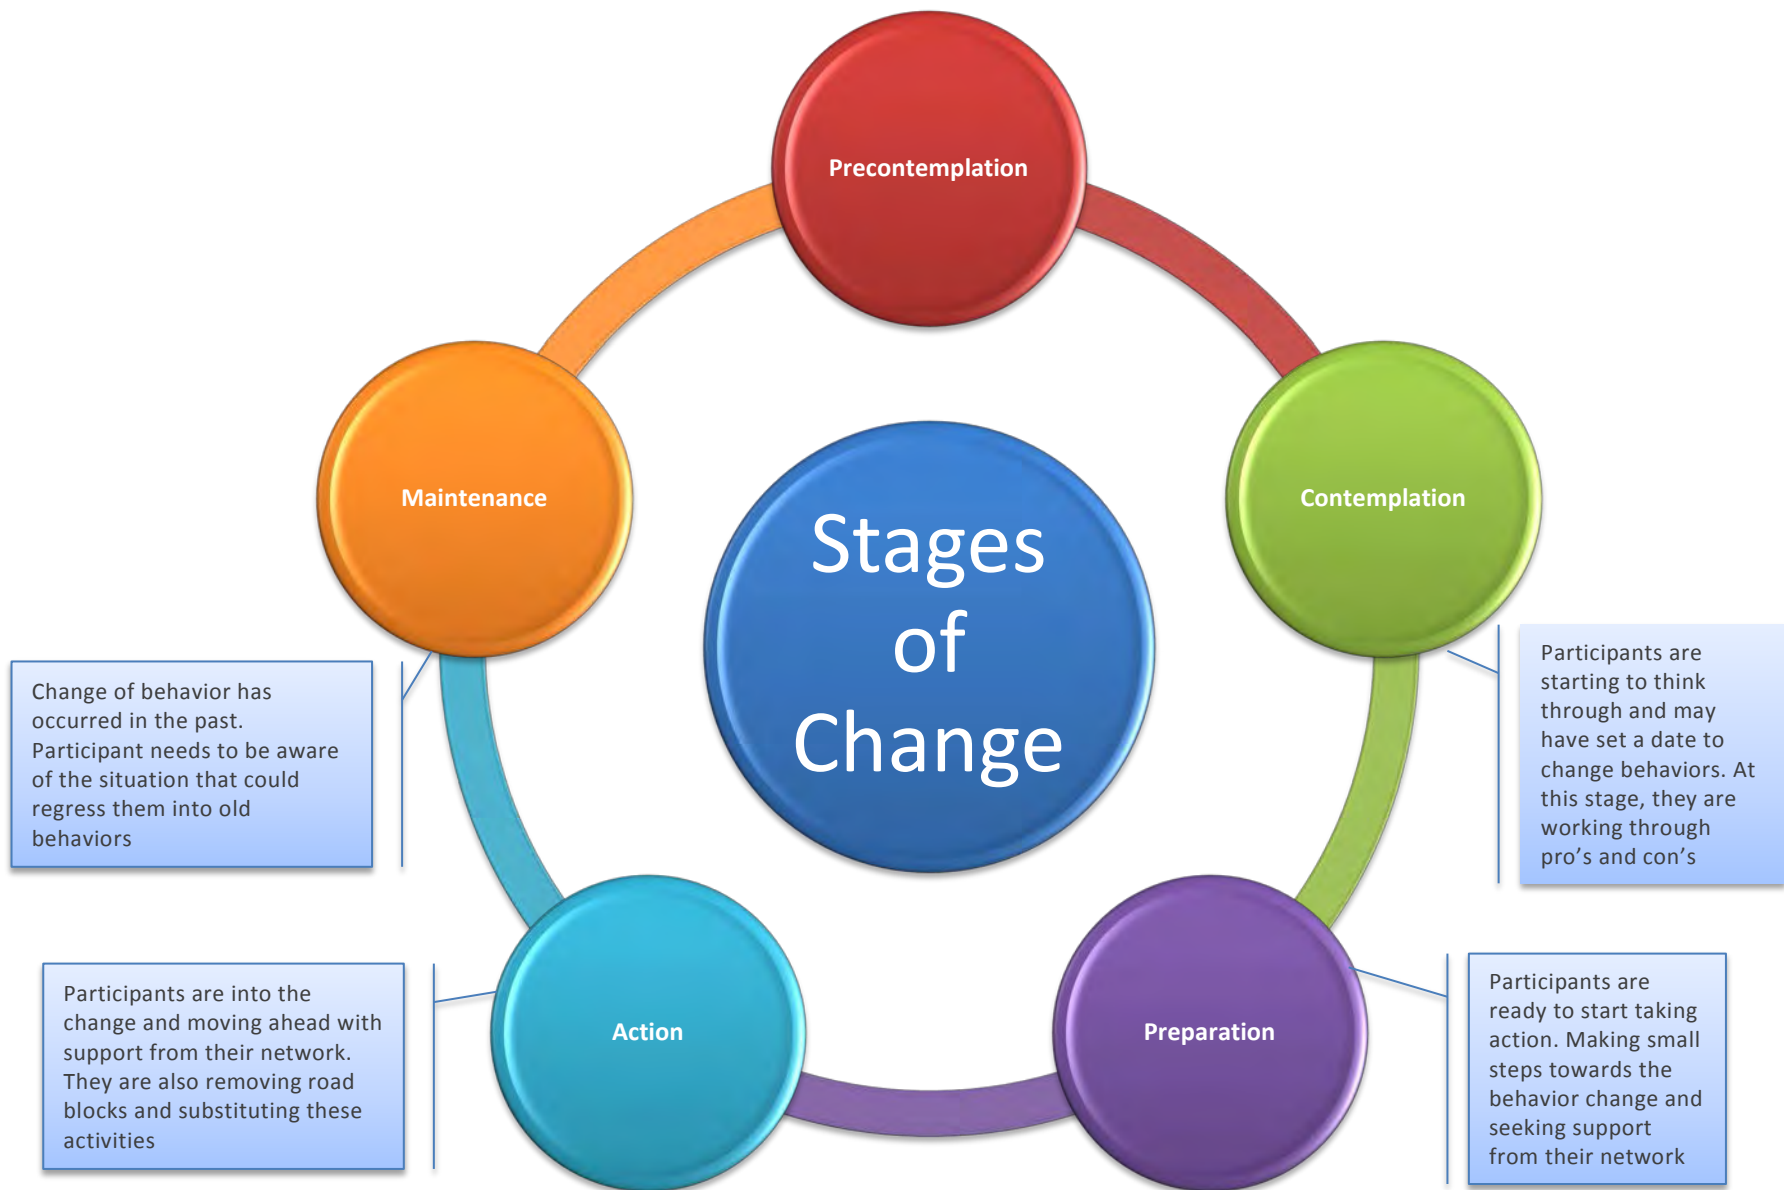 Precontemplation
Maintenance
Contemplation
Stages
of
Change
Change of behavior has
occurred in the past.
Participant needs to be aware
of the situation that could
regress them into old
behaviors
Participants are
starting to think
through and may
have set a date to
change behaviors. At
this stage, they are
working through
pro’s and con’s
Participants are into the
change and moving ahead with
support from their network.
They are also removing road
blocks and substituting these
activities
Action
Preparation
Participants are
ready to start taking
action. Making small
steps towards the
behavior change and
seeking support
from their network